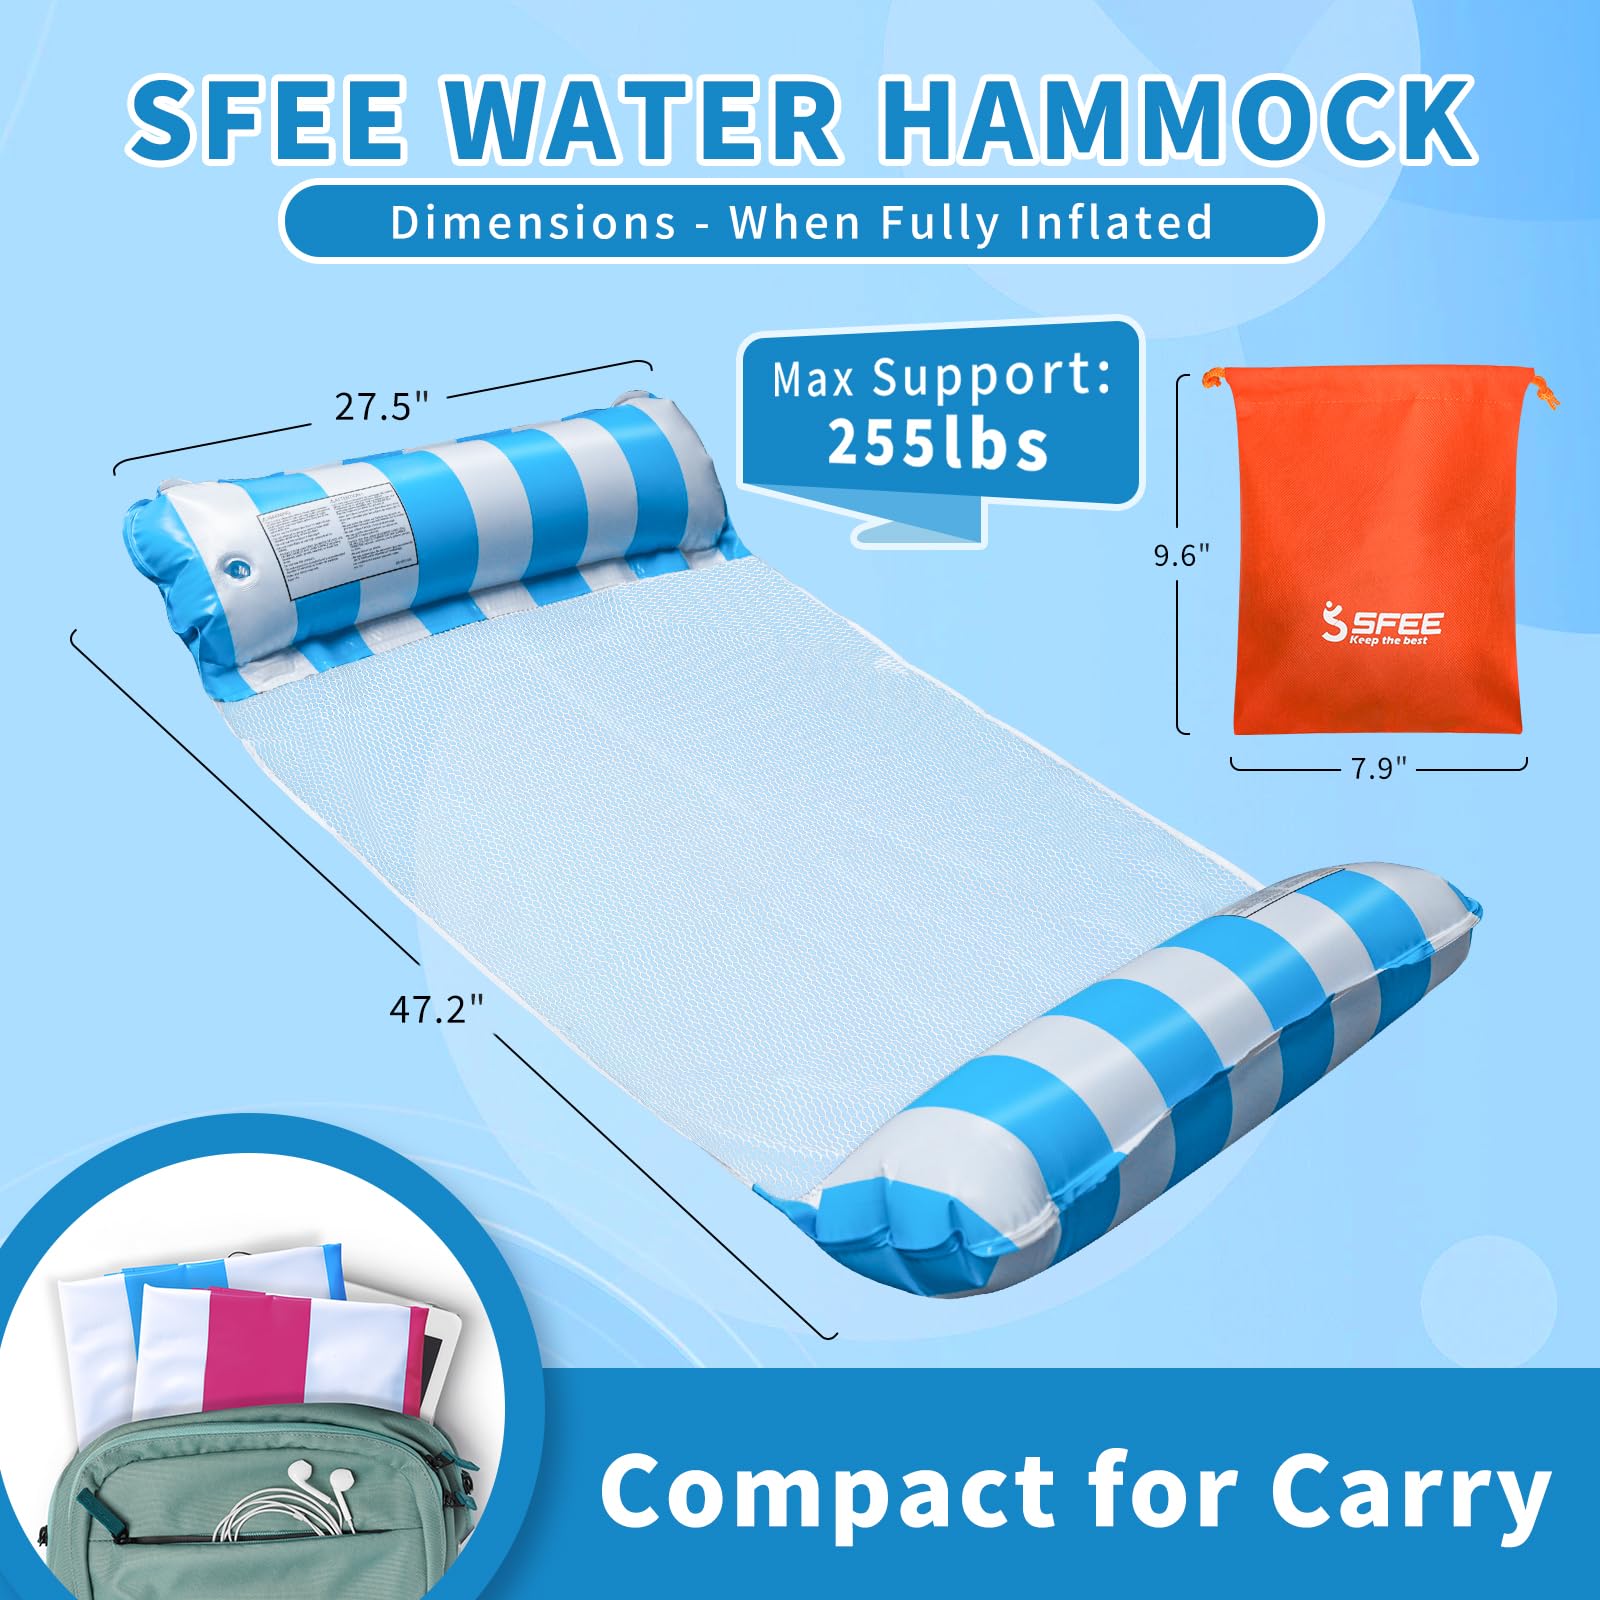 SFEE WATER HAMMOCK
Dimensions - When Fully Inflated
Max Support:
255lbs
27.5"
9.6"
SFEE
Keep the best
7.9"
47.2"
Compact for Carry